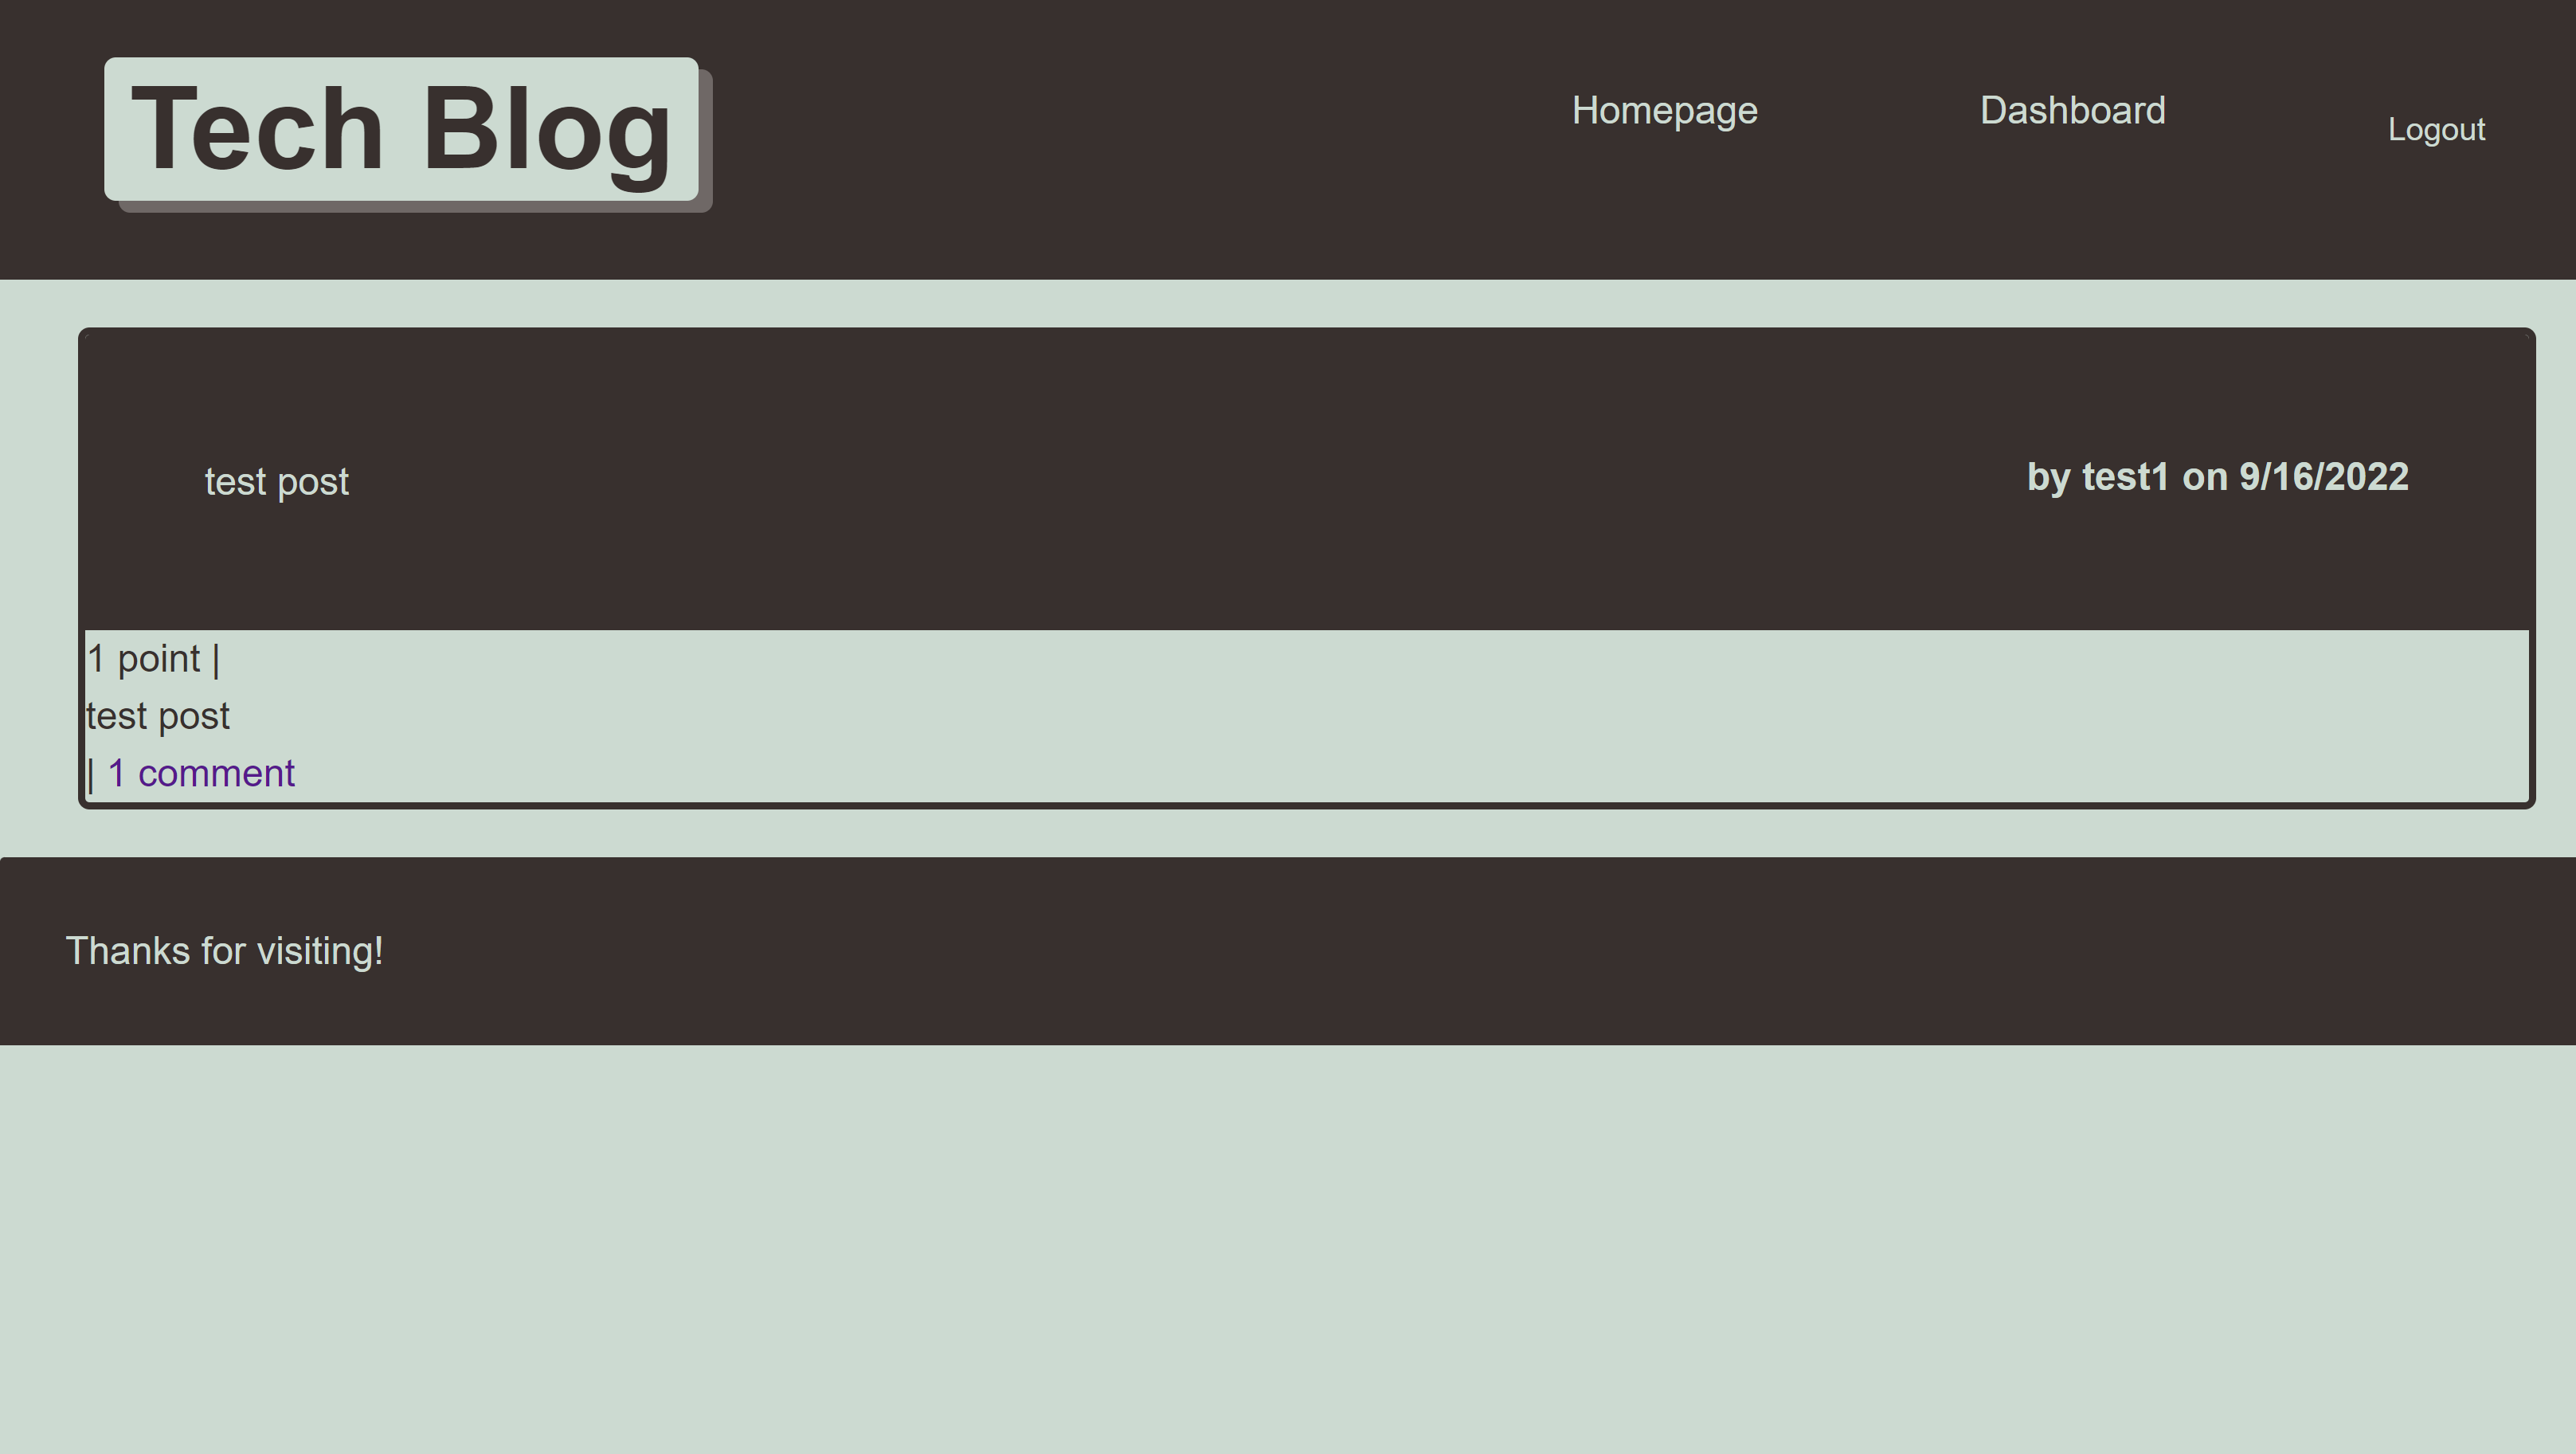 Tech Blog
Homepage
Dashboard
Logout
test post
by test1 on 9/16/2022
1 point |
test post
| 1 comment
Thanks for visiting!